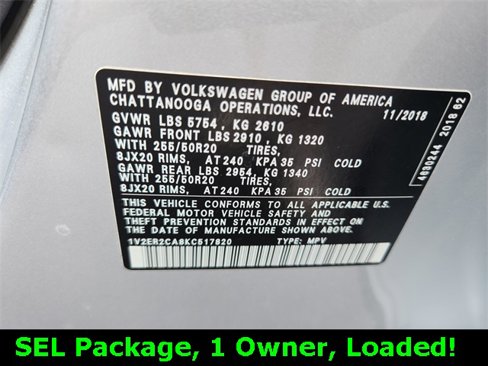 MFD BY VOLKSWAGEN GROUP OF AMERICA
CHATTANOOGA OPERATIONS, LLC. 11/2018
GVWR LBS 5754 , KG 2610
GAWR FRONT LBS 2910 , KG 1320
WITH 255/50R20 TIRES,
8JX20 RIMS, AT 240 KPA 35 PSI COLD
GAWR REAR LBS 2954 , KG 1340
WITH 255/50R20 TIRES,
8JX20 RIMS, AT 240 KPA 35 PSI COLD
THIS VEHICLE CONFORMS TO ALL APPLICABLE U.S.
FEDERAL MOTOR VEHICLE SAFETY AND
THEFT PREVENTION STANDARDS IN EFFECT ON
THE DATE OF MANUFACTURE SHOWN ABOVE.
1V2ER2CA8KC517820 TYPE: MPV
1690244 2018 62
SEL Package, 1 Owner, Loaded!